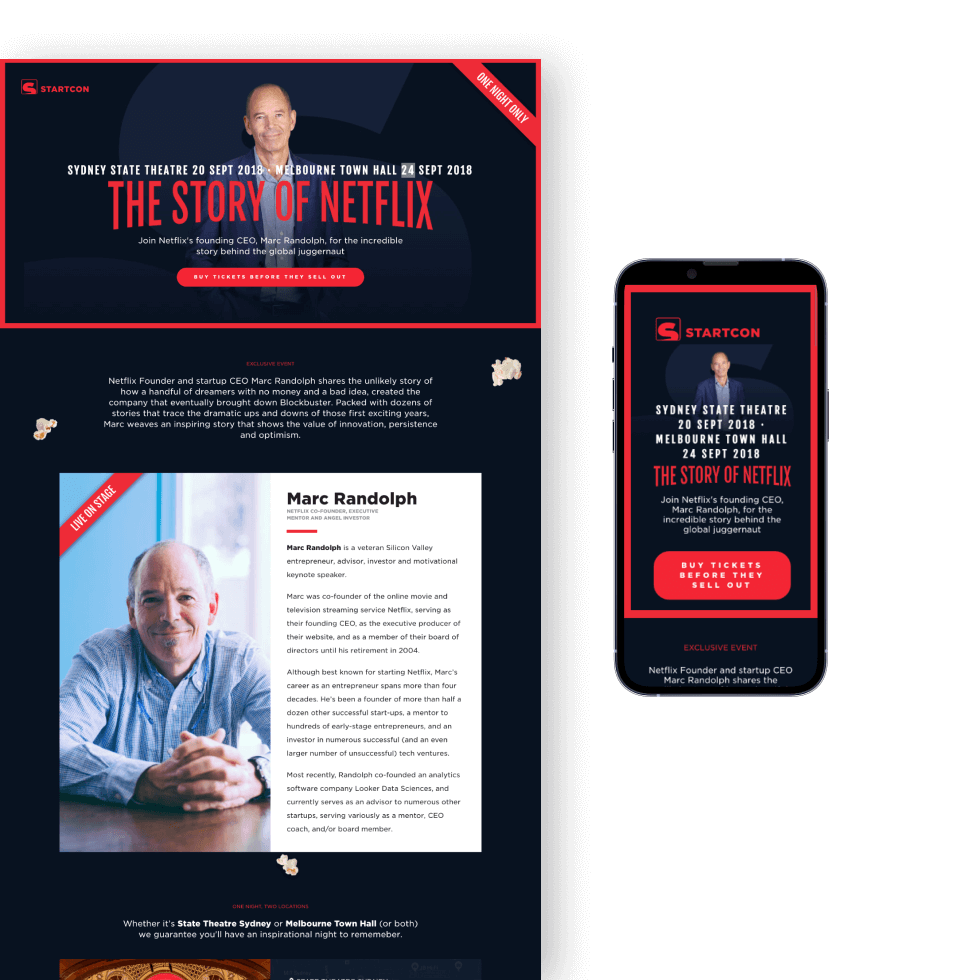 STARTCON
ONE NIGHT ONLY
SYDNEY STATE THEATRE 20 SEPT 2018 · MELBOURNE TOWN HALL 24 SEPT 2018
THE STORY OF NETFLIX
Join Netflix's founding CEO, Marc Randolph, for the incredible
story behind the global juggernaut
BUY TICKETS BEFORE THEY SELL OUT
EXCLUSIVE EVENT
Netflix Founder and startup CEO Marc Randolph shares the unlikely story of
how a handful of dreamers with no money and a bad idea, created the
company that eventually brought down Blockbuster. Packed with dozens of
stories that trace the dramatic ups and downs of those first exciting years,
Marc weaves an inspiring story that shows the value of innovation, persistence
and optimism.
LIVE ON STAGE
Marc Randolph
NETFLIX CO-FOUNDER, EXECUTIVE
MENTOR AND ANGEL INVESTOR
Marc Randolph is a veteran Silicon Valley
entrepreneur, advisor, investor and motivational
keynote speaker.
Marc was co-founder of the online movie and
television streaming service Netflix, serving as
their founding CEO, as the executive producer of
their website, and as a member of their board of
directors until his retirement in 2004.
Although best known for starting Netflix, Marc's
career as an entrepreneur spans more than four
decades. He's been a founder of more than half a
dozen other successful start-ups, a mentor to
hundreds of early-stage entrepreneurs, and an
investor in numerous successful (and an even
larger number of unsuccessful) tech ventures.
Most recently, Randolph co-founded an analytics
software company Looker Data Sciences, and
currently serves as an advisor to numerous other
startups, serving variously as a mentor, CEO
coach, and/or board member.
ONE NIGHT, TWO LOCATIONS
Whether it's State Theatre Sydney or Melbourne Town Hall (or both)
we guarantee you'll have an inspirational night to rememeber.
STARTCON
SYDNEY STATE THEATRE
20 SEPT 2018 ·
MELBOURNE TOWN HALL
24 SEPT 2018
THE STORY OF NETFLIX
Join Netflix's founding CEO,
Marc Randolph, for the
incredible story behind the
global juggernaut
BUY TICKETS
BEFORE THEY
SELL OUT
EXCLUSIVE EVENT
Netflix Founder and startup CEO
Marc Randolph shares the